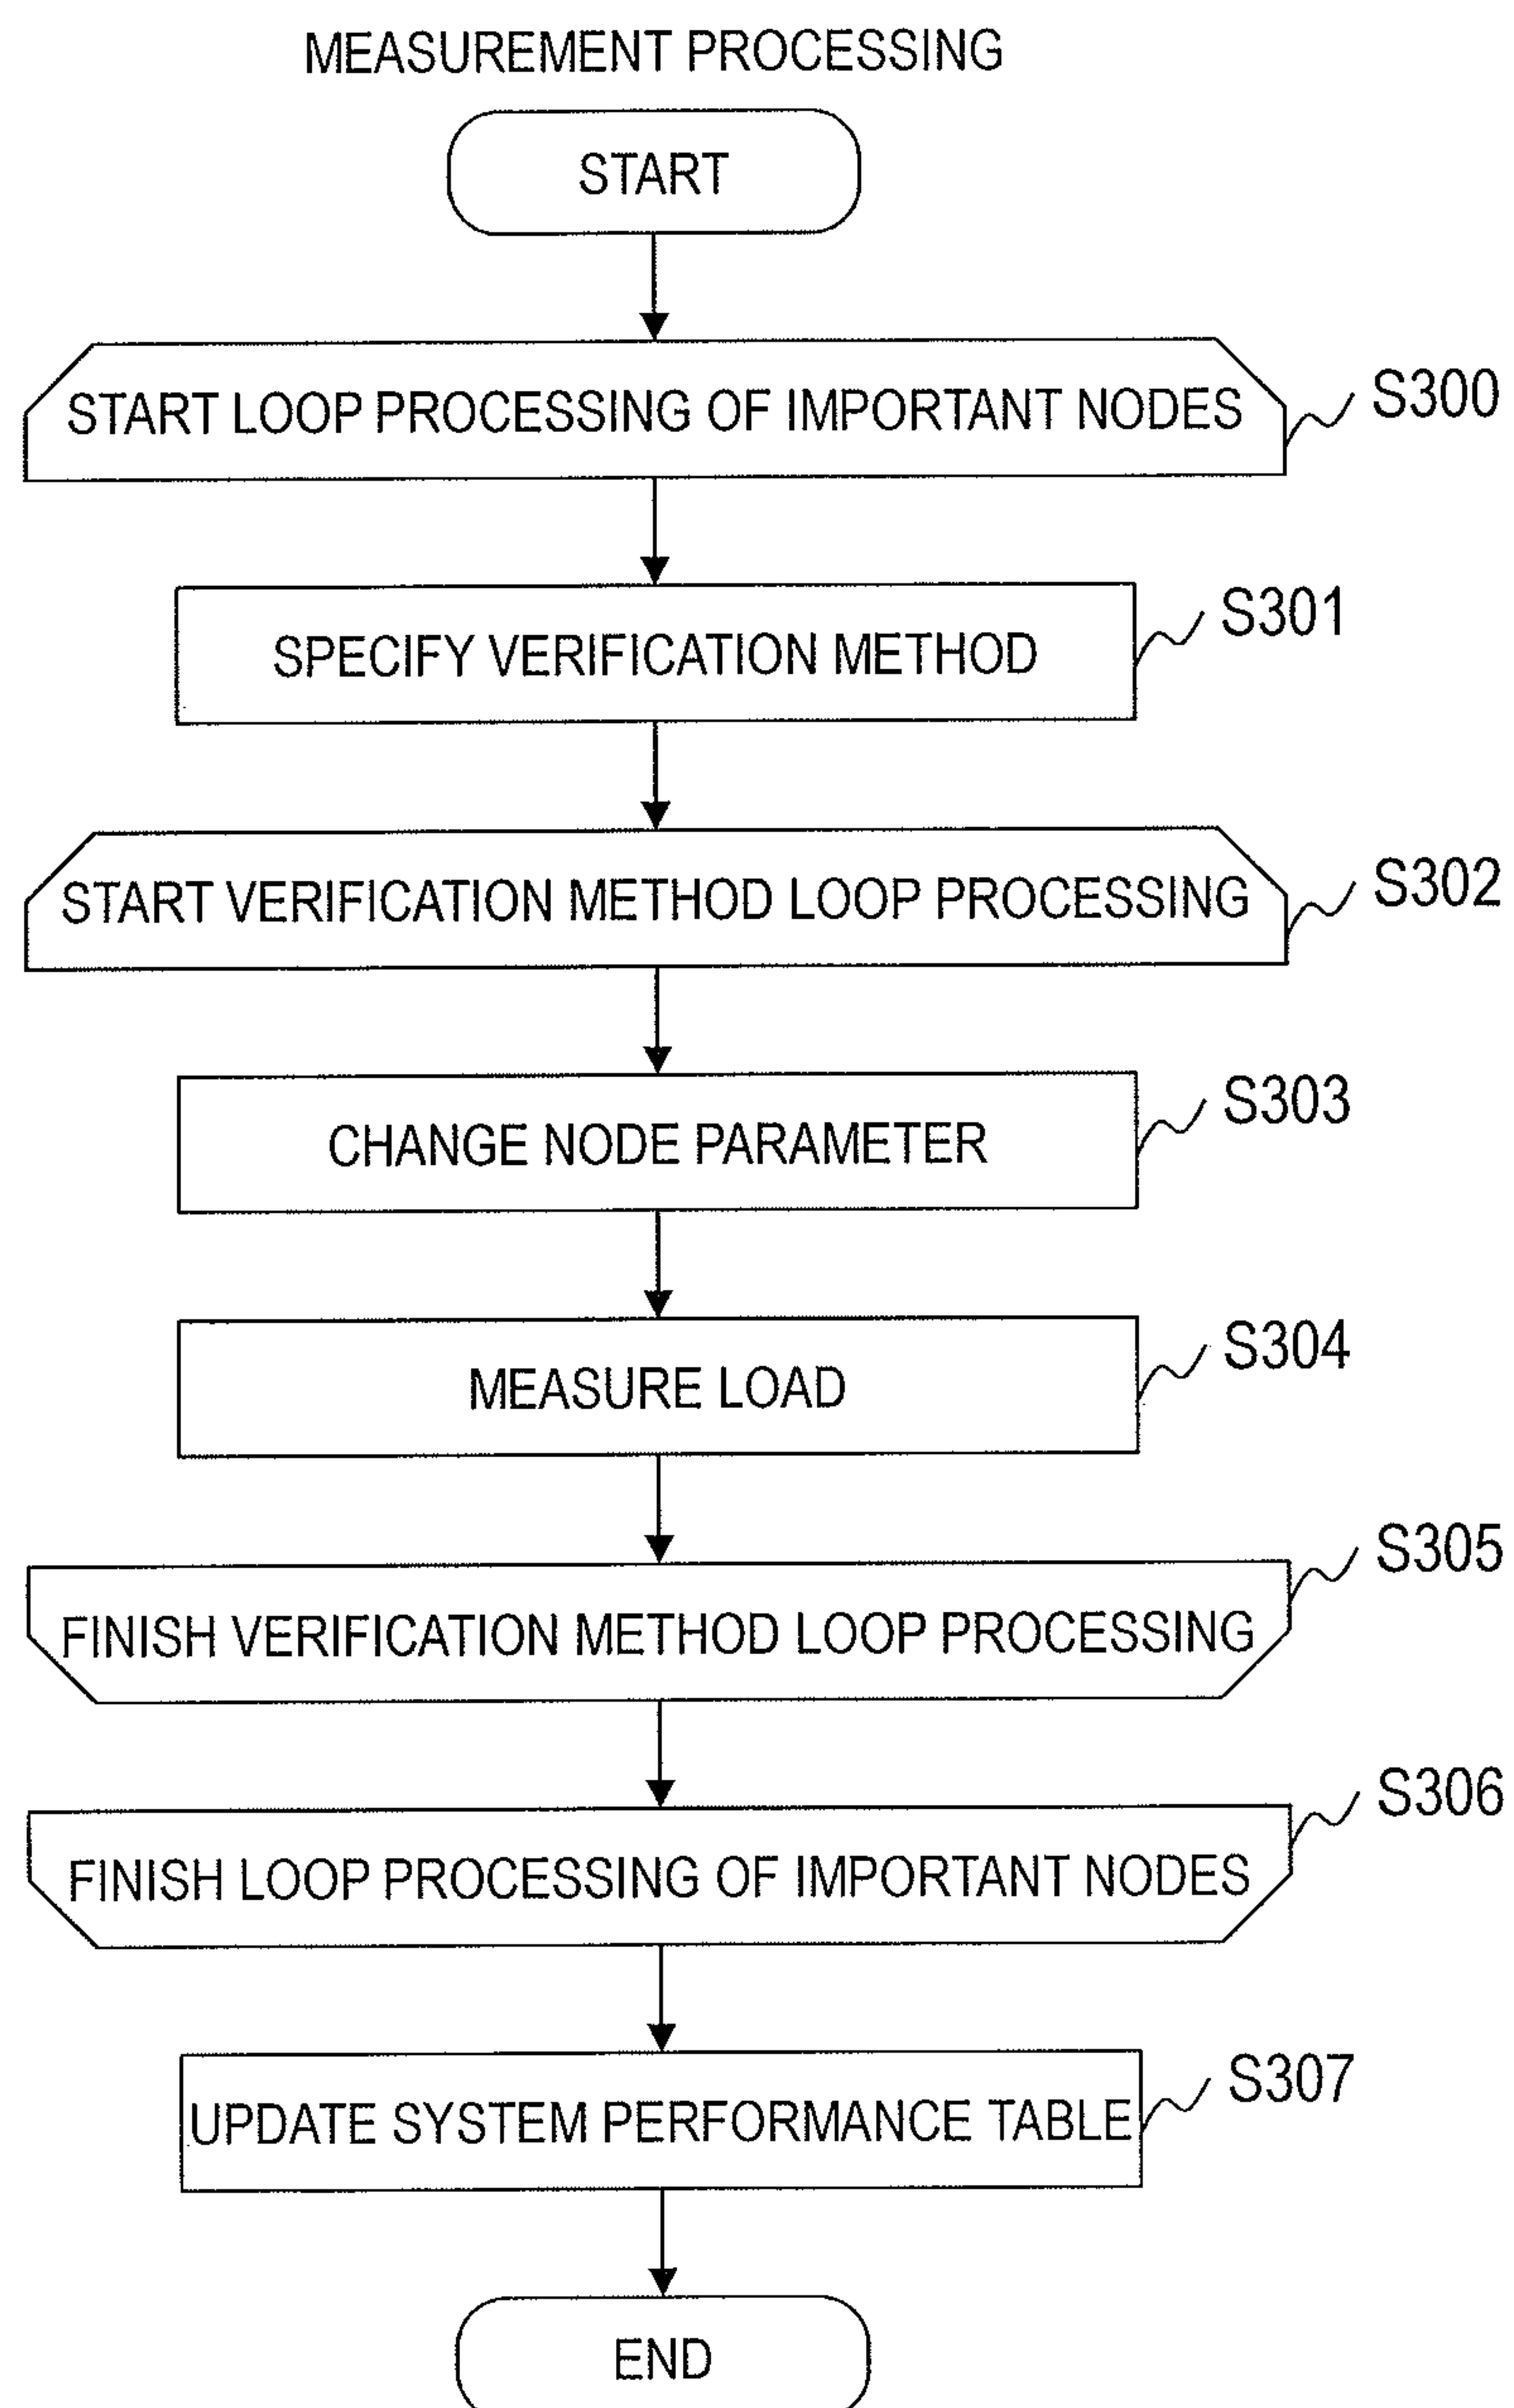 MEASUREMENT PROCESSING
START
START LOOP PROCESSING OF IMPORTANT NODES
S300
SPECIFY VERIFICATION METHOD
S301
START VERIFICATION METHOD LOOP PROCESSING
S302
CHANGE NODE PARAMETER
S303
MEASURE LOAD
S304
FINISH VERIFICATION METHOD LOOP PROCESSING
S305
FINISH LOOP PROCESSING OF IMPORTANT NODES
S306
UPDATE SYSTEM PERFORMANCE TABLE
S307
END